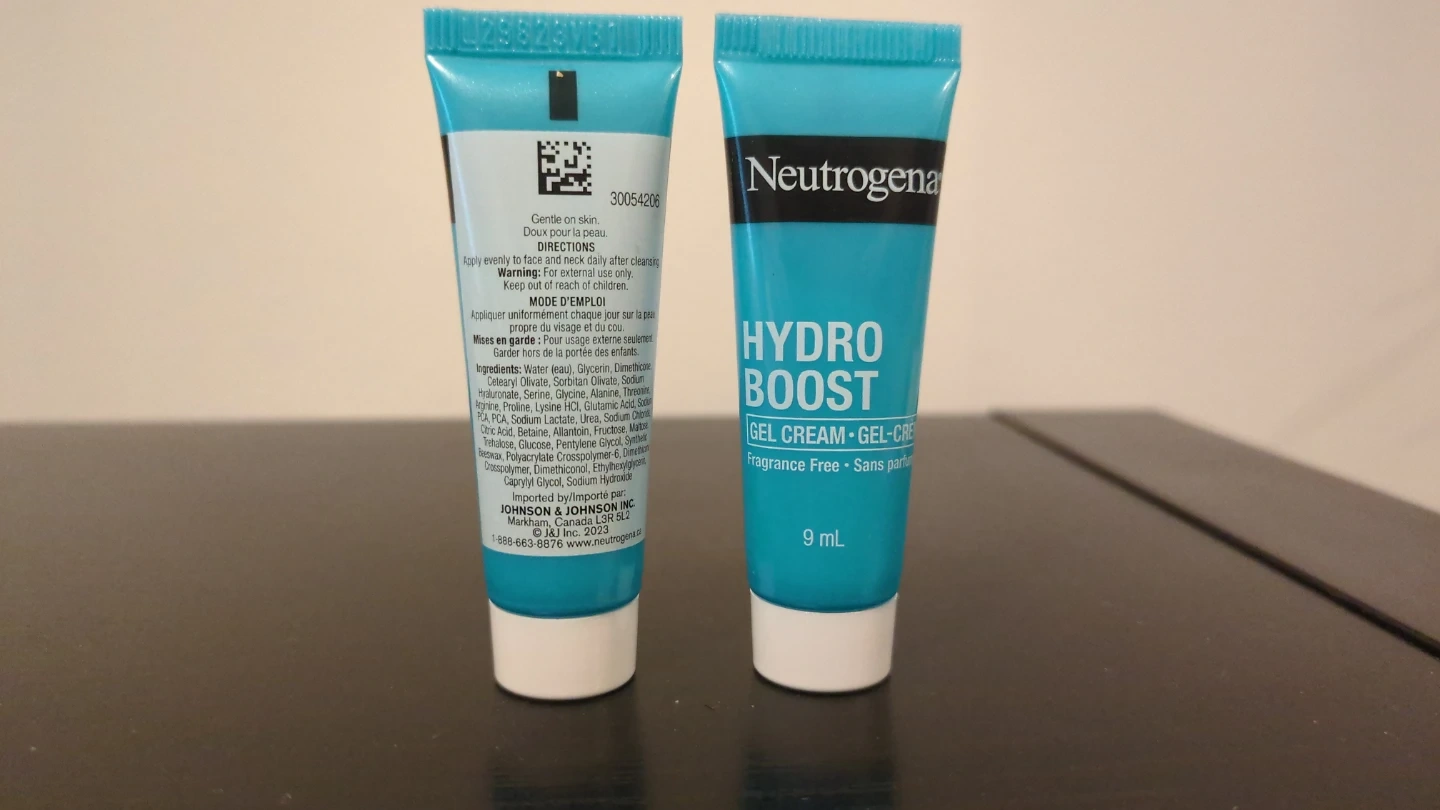 30054206
Gentle on skin.
Doux pour la peau.
DIRECTIONS
Apply evenly to face and neck daily after cleansing
Warning: For external use only.
Keep out of reach of children.
MODE D'EMPLOI
Appliquer uniformément chaque jour sur la peau
propre du visage et du cou.
Mises en garde : Pour usage externe seulement
Garder hors de la portée des enfants.
Ingredients: Water (eau), Glycerin, Dimethicone,
Cetearyl Olivate, Sorbitan Olivate, Sodium
Hyaluronate, Serine, Glycine, Alanine, Threonine,
Arginine, Proline, Lysine HCl, Glutamic Acid, Sodium
PCA, PCA, Sodium Lactate, Urea, Sodium Chloride,
Citric Acid, Betaine, Allantoin, Fructose, Maltose,
Trehalose, Glucose, Pentylene Glycol, Synthetic
Beeswax, Polyacrylate Crosspolymer-6, Dimethicone
Crosspolymer, Dimethiconol, Ethylhexylglycerin,
Caprylyl Glycol, Sodium Hydroxide
Imported by/Importé par:
JOHNSON & JOHNSON INC.
Markham, Canada L3R 5L2
© J&J Inc. 2023
1-888-663-8876 www.neutrogena.ca
Neutrogena
HYDRO
BOOST
GEL CREAM • GEL-CRE
Fragrance Free • Sans parfum
9 mL